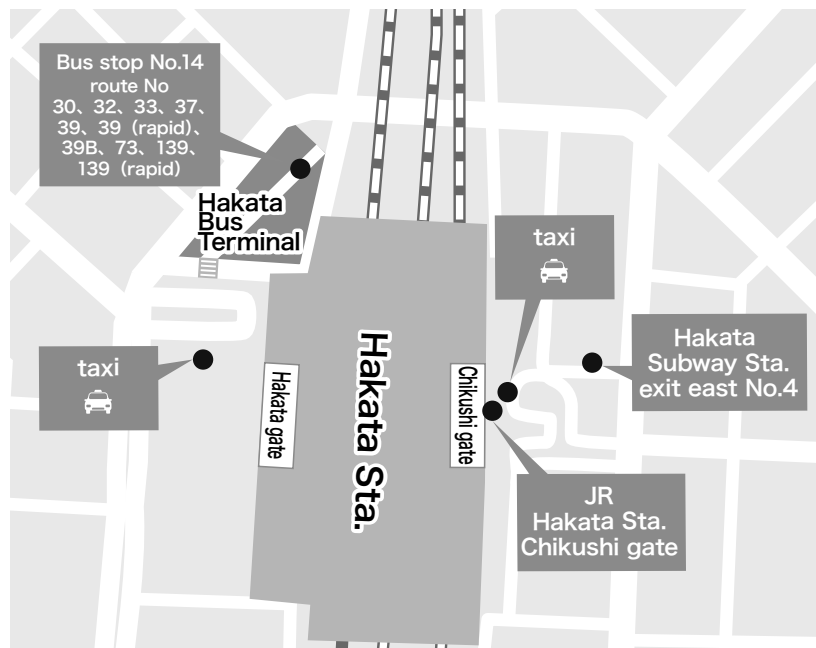 Bus stop No.14
route No
30、32、33、37、
39、39（rapid）、
39B、73、139、
139（rapid）
Hakata
Bus
Terminal
taxi
taxi
Hakata
Subway Sta.
exit east No.4
Hakata gate
Hakata Sta.
Chikushi gate
JR
Hakata Sta.
Chikushi gate